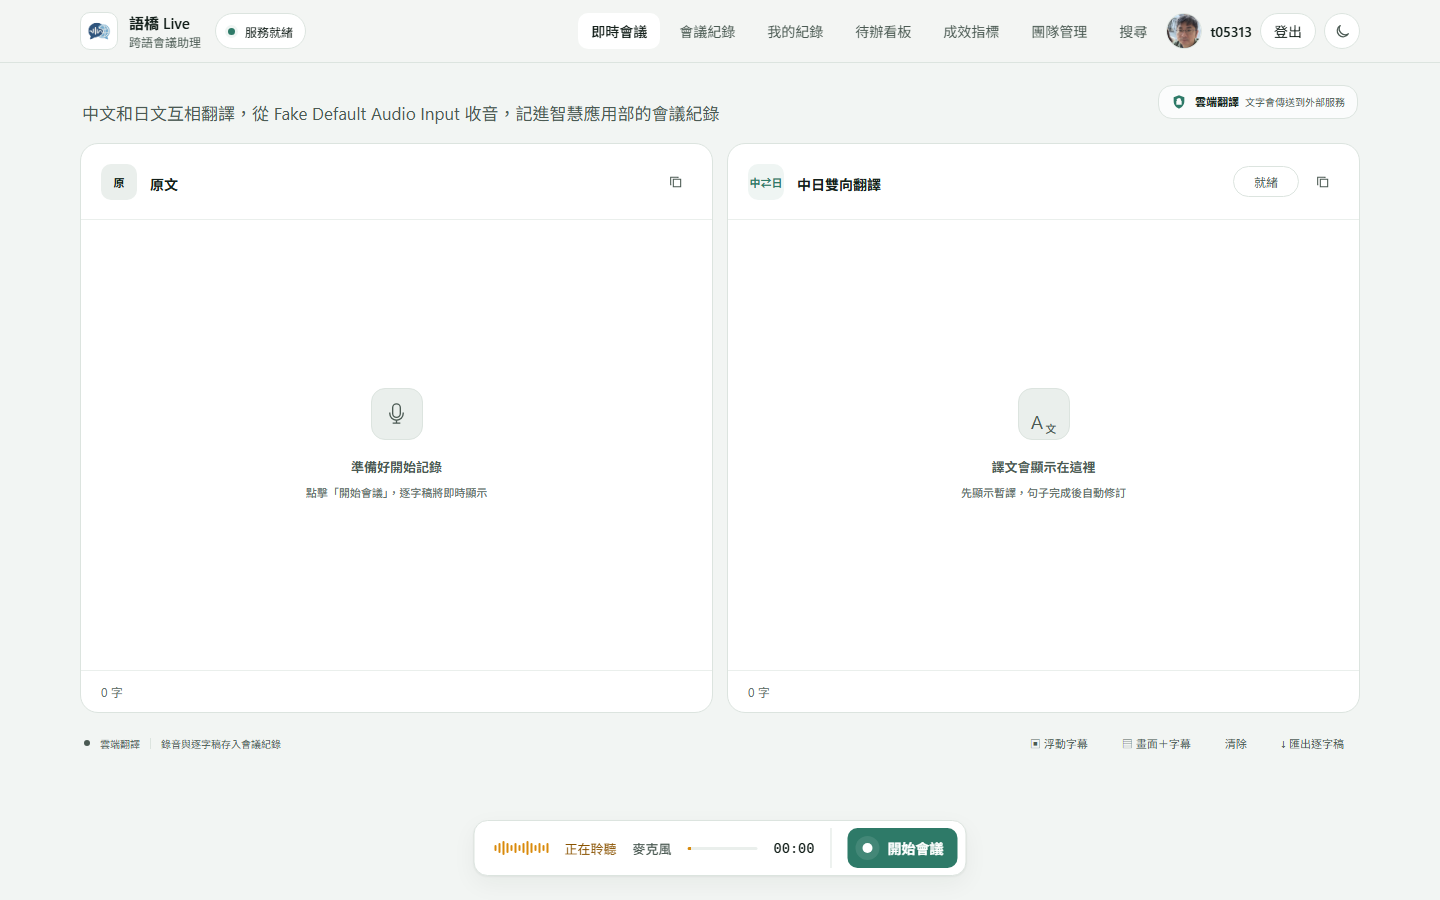 語橋 Live
跨語會議助理
服務就緒
即時會議
會議紀錄
我的紀錄
待辦看板
成效指標
團隊管理
搜尋
t05313
登出
中文和日文互相翻譯，從 Fake Default Audio Input 收音，記進智慧應用部的會議紀錄
雲端翻譯 文字會傳送到外部服務
原
原文
中⇄日
中日雙向翻譯
就緒
準備好開始記錄
點擊「開始會議」，逐字稿將即時顯示
A文
譯文會顯示在這裡
先顯示暫譯，句子完成後自動修訂
0 字
0 字
雲端翻譯
錄音與逐字稿存入會議紀錄
浮動字幕
畫面＋字幕
清除
↓ 匯出逐字稿
正在聆聽
麥克風
00:00
開始會議